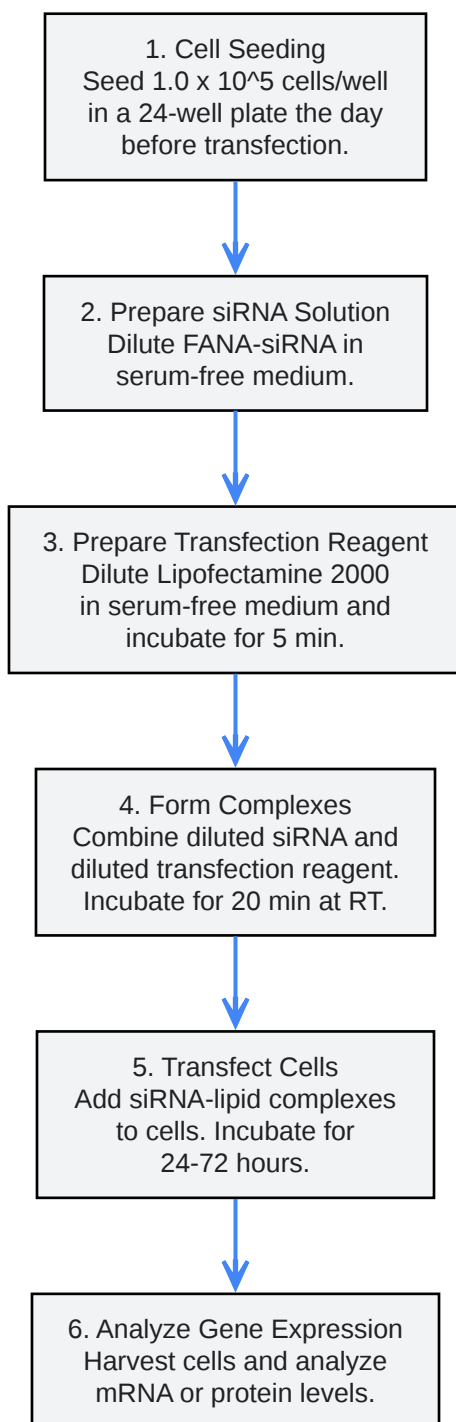 1. Cell Seeding
Seed 1.0 x 10^5 cells/well
in a 24-well plate the day
before transfection.
2. Prepare siRNA Solution
Dilute FANA-siRNA in
serum-free medium.
3. Prepare Transfection Reagent
Dilute Lipofectamine 2000
in serum-free medium and
incubate for 5 min.
4. Form Complexes
Combine diluted siRNA and
diluted transfection reagent.
Incubate for 20 min at RT.
5. Transfect Cells
Add siRNA-lipid complexes
to cells. Incubate for
24-72 hours.
6. Analyze Gene Expression
Harvest cells and analyze
mRNA or protein levels.